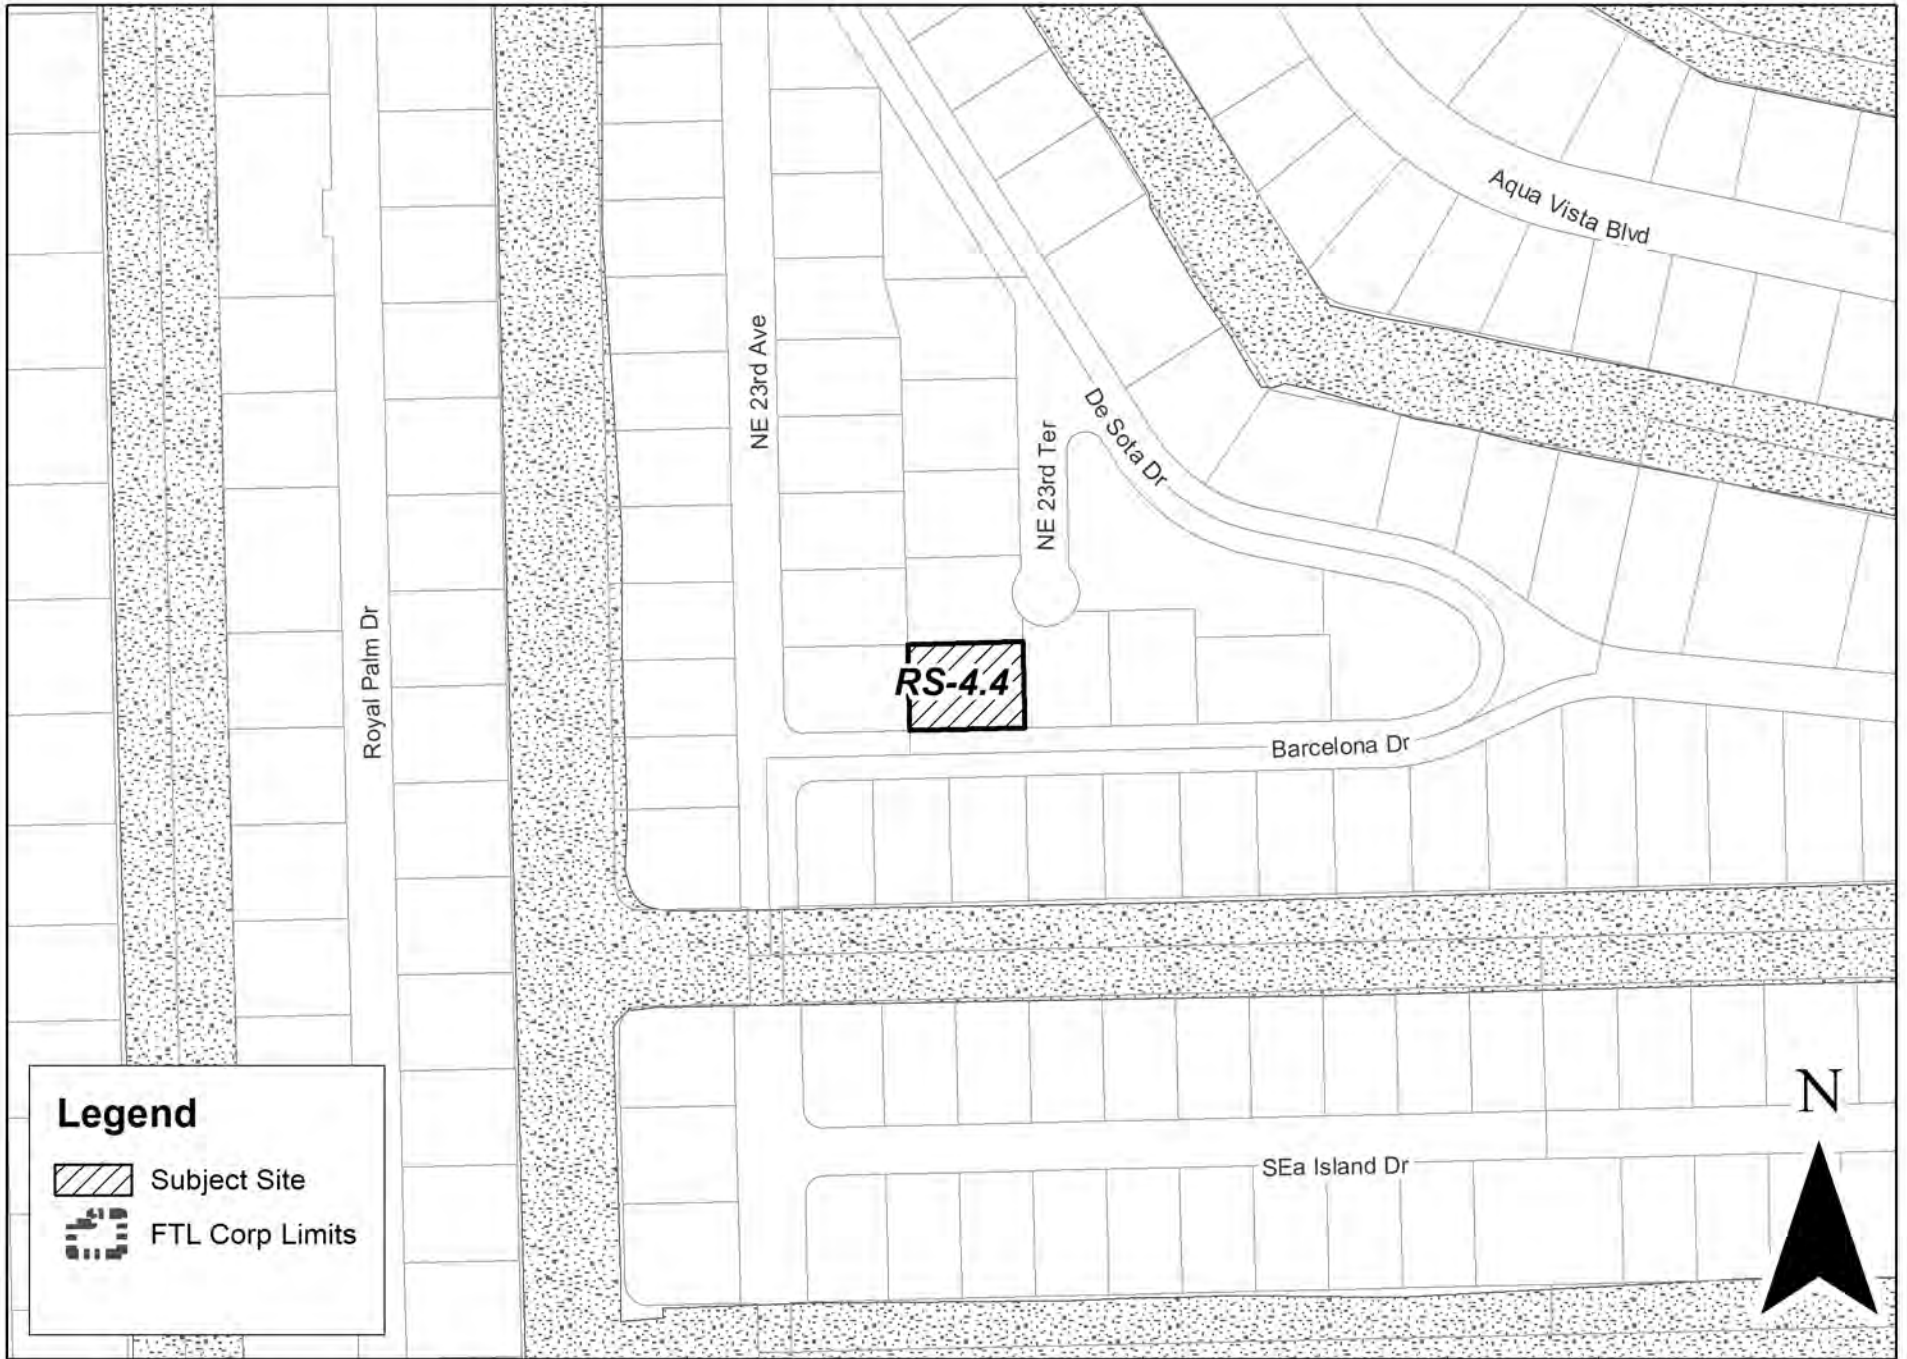 Aqua Vista Blvd
NE 23rd Ave
De Sota Dr
NE 23rd Ter
Royal Palm Dr
RS-4.4
Barcelona Dr
SEa Island Dr
N
Legend
Subject Site
FTL Corp Limits